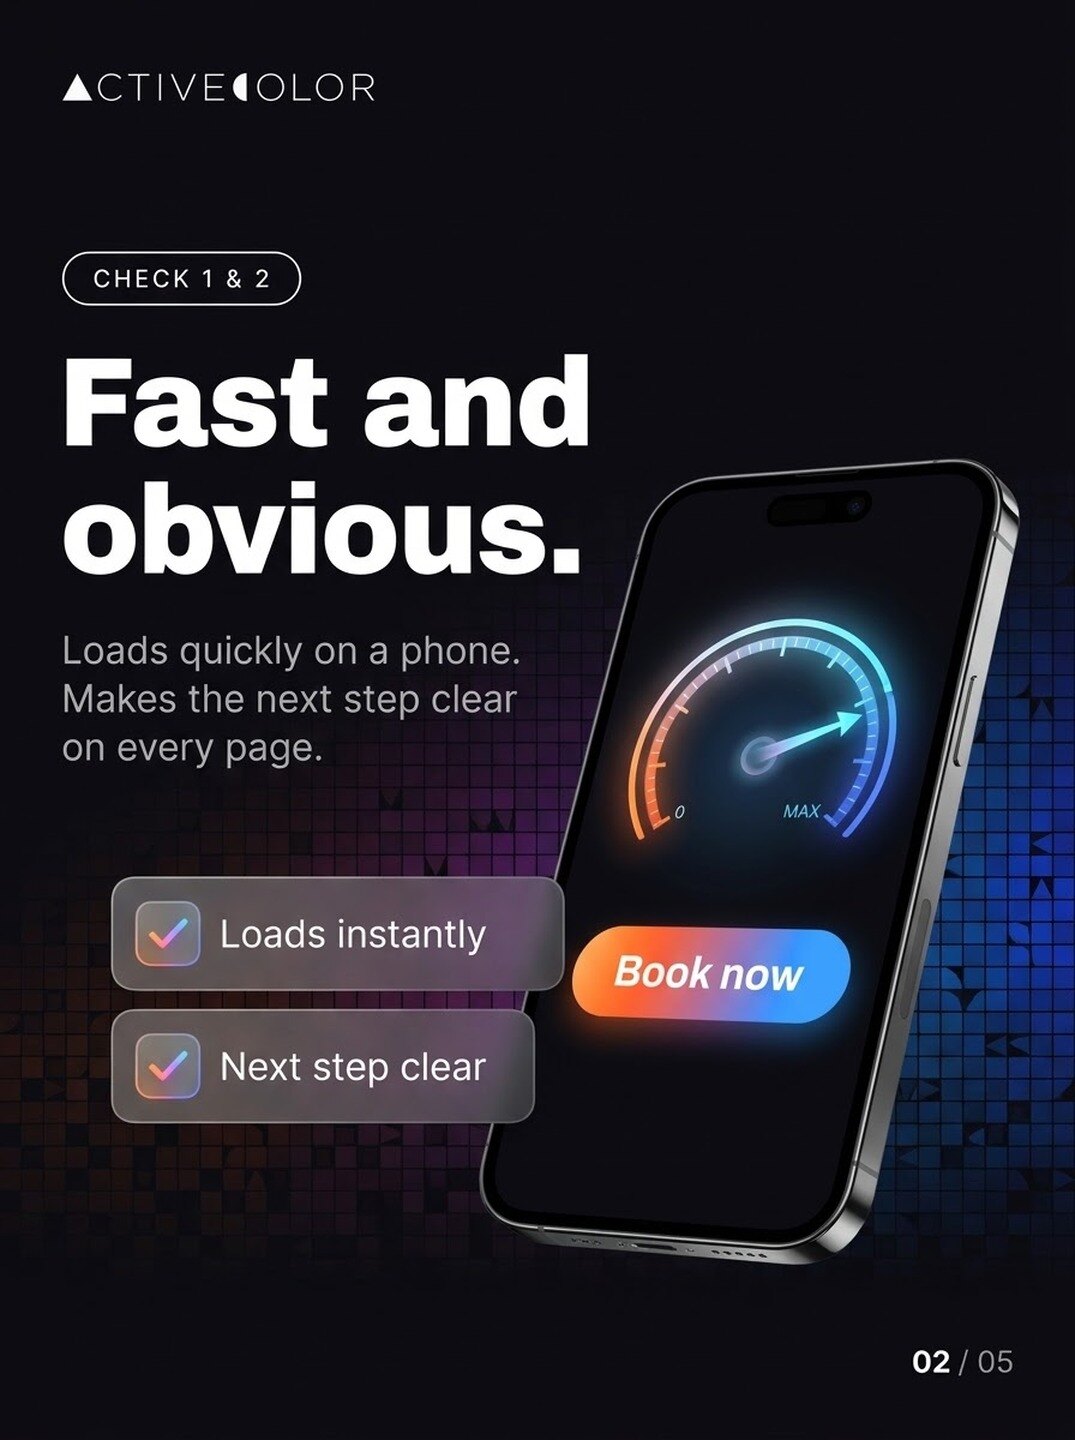 ACTIVECOLOR
CHECK 1 & 2
Fast and
obvious.
Loads quickly on a phone.
Makes the next step clear
on every page.
0
MAX
Loads instantly
Book now
Next step clear
02 / 05